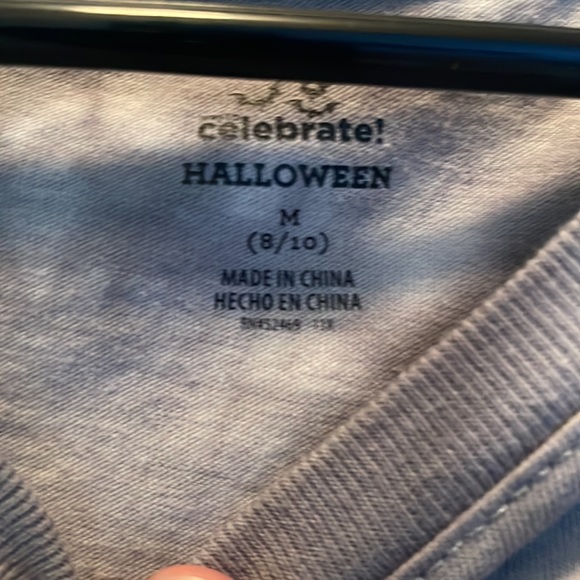 celebrate!
HALLOWEEN
M
(8/10)
MADE IN CHINA
HECHO EN CHINA